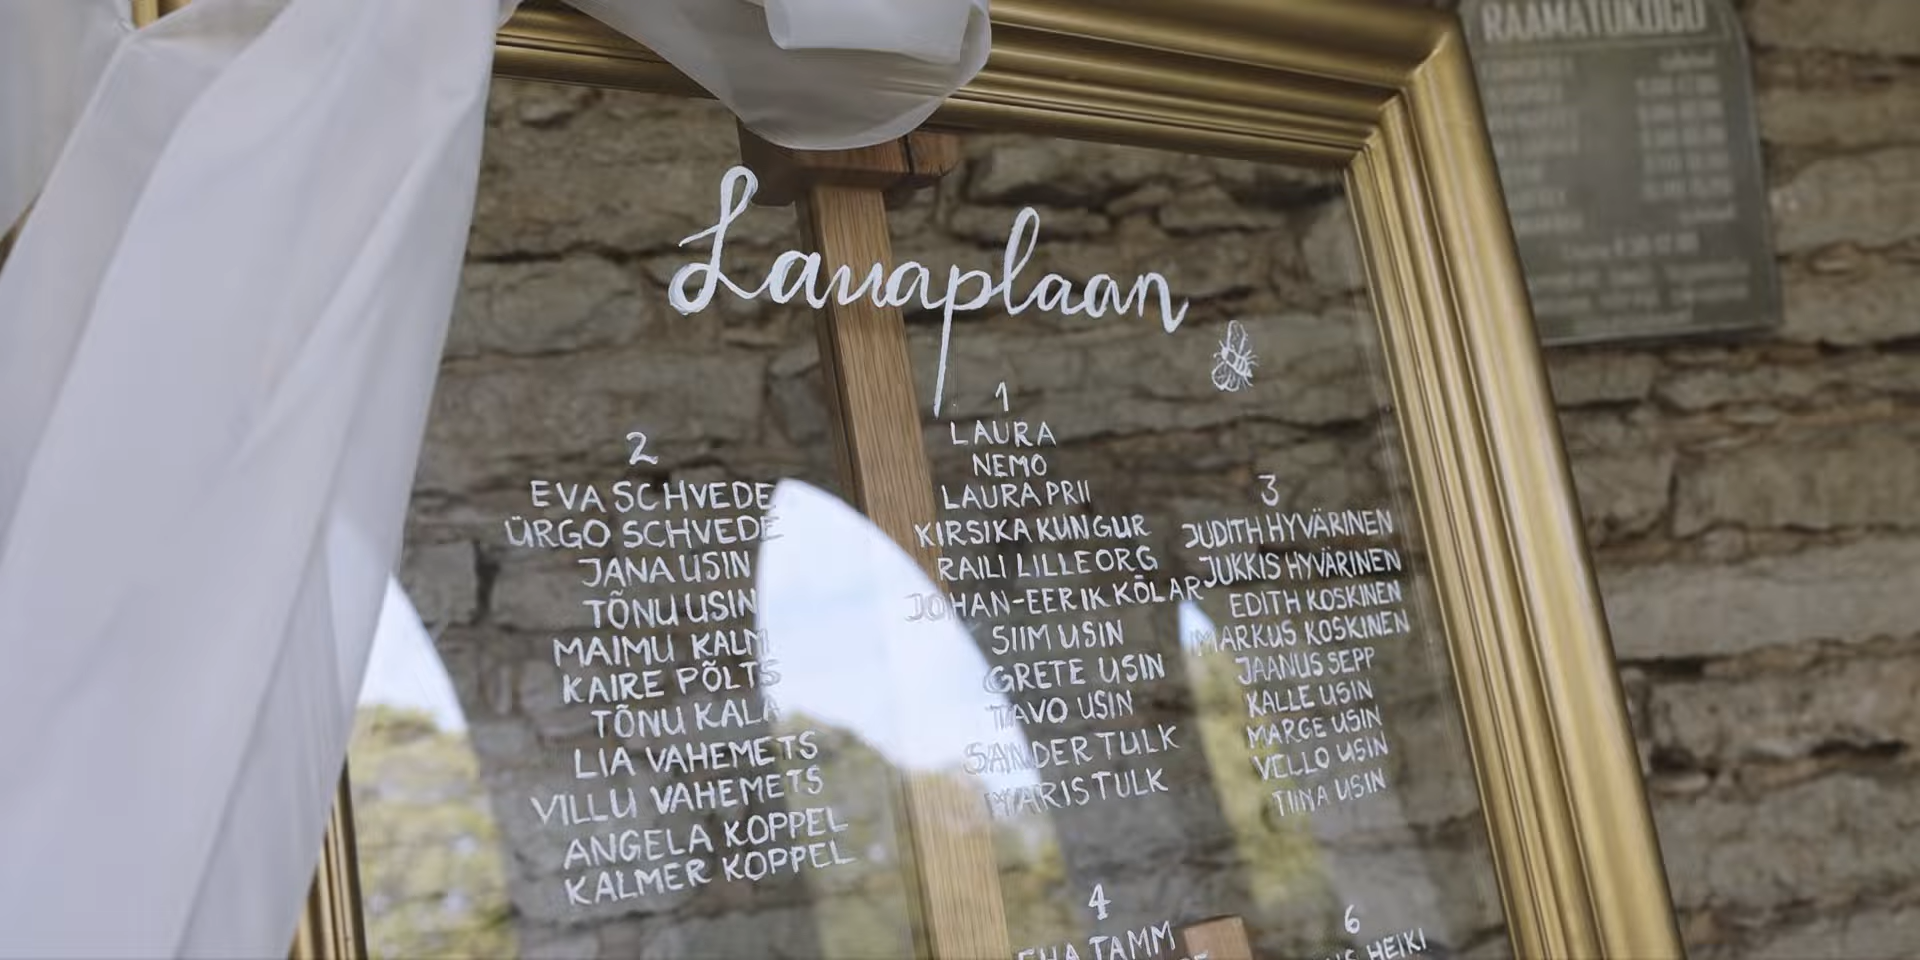 RAAMATUKOGU
Lauaplaan
1
LAURA
NEMO
LAURA PRII
KIRSIKA KUNGUR
RAILI LILLEORG
JOHAN-EERIK KÕLAR
SIIM USIN
GRETE USIN
TAVO USIN
SANDER TULK
MARIS TULK
2
EVA SCHVEDE
ÜRGO SCHVEDE
JANA USIN
TÕNU USIN
MAIMU KALM
KAIRE PÕLTS
TÕNU KALA
LIA VAHEMETS
VILLU VAHEMETS
ANGELA KOPPEL
KALMER KOPPEL
3
JUDITH HYVÄRINEN
JUKKIS HYVÄRINEN
EDITH KOSKINEN
MARKUS KOSKINEN
JAANUS SEPP
KALLE USIN
MARGE USIN
VELLO USIN
TIINA USIN
4
TAMM
6
HEIKI